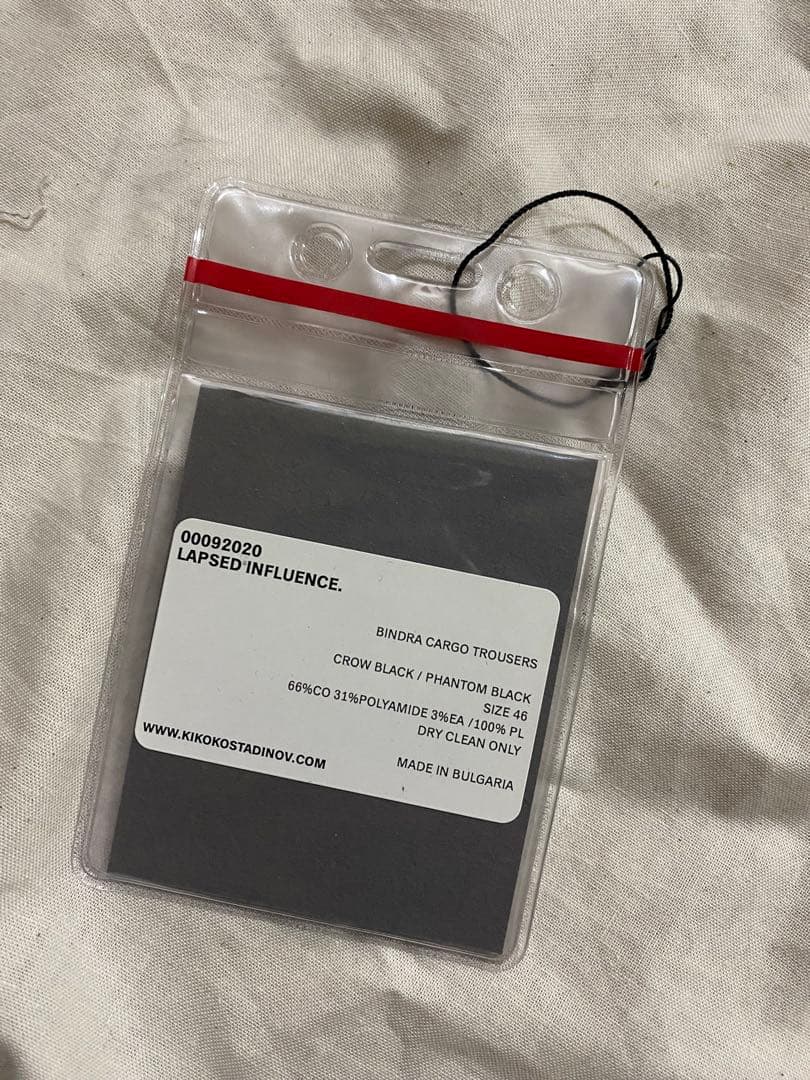 00092020
LAPSED INFLUENCE.
BINDRA CARGO TROUSERS
CROW BLACK / PHANTOM BLACK
SIZE 46
66%CO 31%POLYAMIDE 3%EA /100% PL
DRY CLEAN ONLY
WWW.KIKOKOSTADINOV.COM
MADE IN BULGARIA